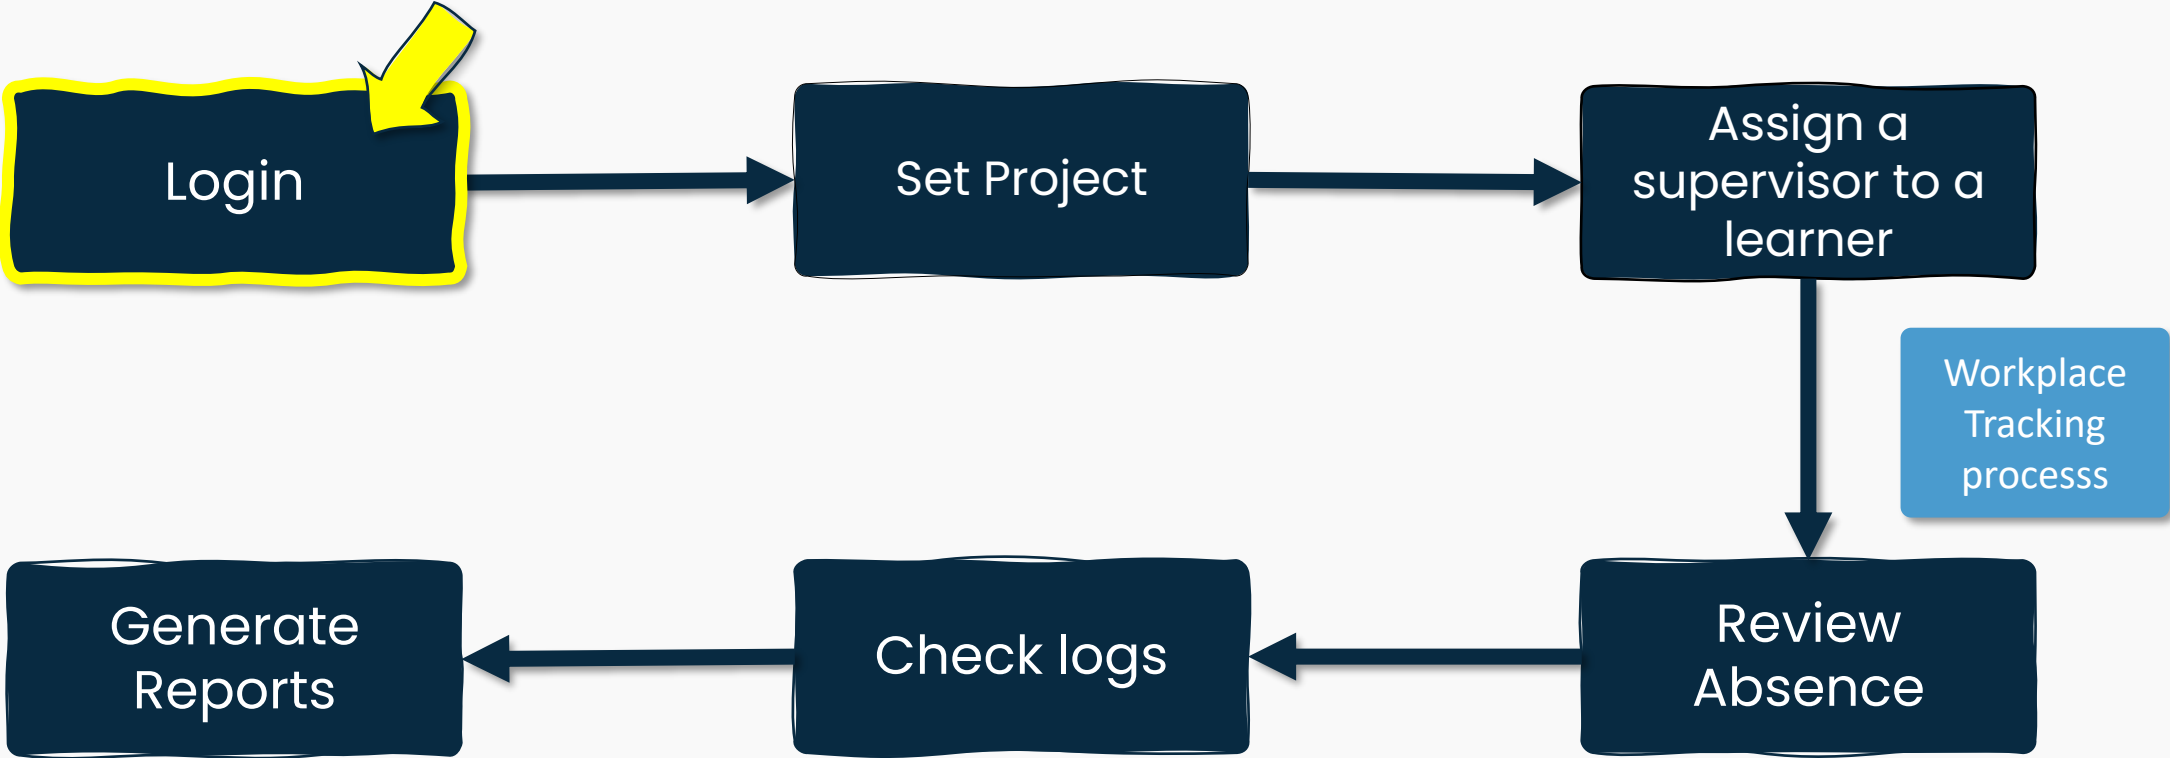 Login
Set Project
Assign a
supervisor to a
learner
Workplace
Tracking
processs
Review
Absence
Check logs
Generate
Reports